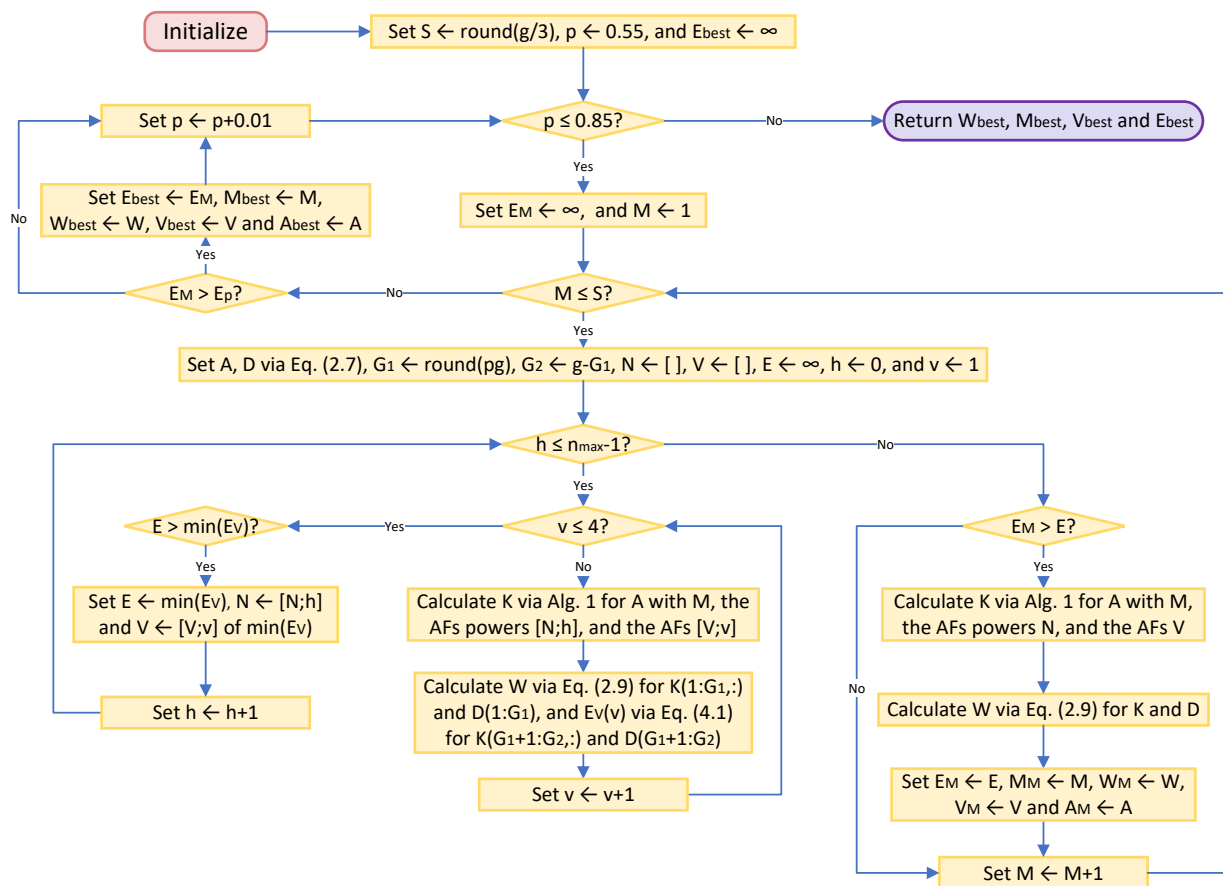 Initialize
Set S ← round(g/3), p ← 0.55, and Ebest ← ∞
Set p ← p+0.01
p ≤ 0.85?
No
Return Wbest, Mbest, Vbest and Ebest
Yes
Set Ebest ← EM, Mbest ← M,
Wbest ← W, Vbest ← V and Abest ← A
No
Set EM ← ∞, and M ← 1
Yes
EM > Ep?
No
M ≤ S?
Yes
Set A, D via Eq. (2.7), G1 ← round(pg), G2 ← g-G1, N ← [ ], V ← [ ], E ← ∞, h ← 0, and v ← 1
h ≤ nmax-1?
No
Yes
E > min(Ev)?
Yes
v ≤ 4?
EM > E?
Yes
No
Yes
Set E ← min(Ev), N ← [N;h]
and V ← [V;v] of min(Ev)
Calculate K via Alg. 1 for A with M, the
AFs powers [N;h], and the AFs [V;v]
Calculate K via Alg. 1 for A with M,
the AFs powers N, and the AFs V
No
Set h ← h+1
Calculate W via Eq. (2.9) for K(1:G1,:)
and D(1:G1), and Ev(v) via Eq. (4.1)
for K(G1+1:G2,:) and D(G1+1:G2)
Calculate W via Eq. (2.9) for K and D
Set v ← v+1
Set EM ← E, MM ← M, WM ← W,
VM ← V and AM ← A
Set M ← M+1